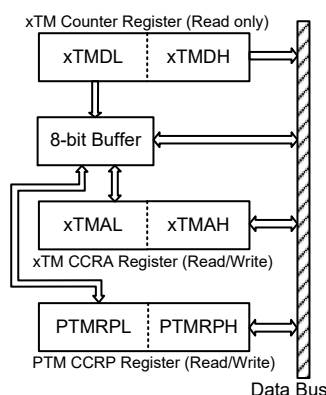 xTM Counter Register (Read only)
xTMDL xTMDH
8-bit Buffer
xTMAL xTMAH
xTM CCRA Register (Read/Write)
PTMRPL PTMRPH
PTM CCRP Register (Read/Write)
Data Bus